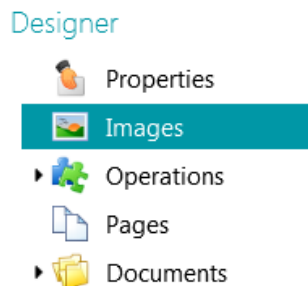 Designer
Properties
Images
Operations
Pages
Documents